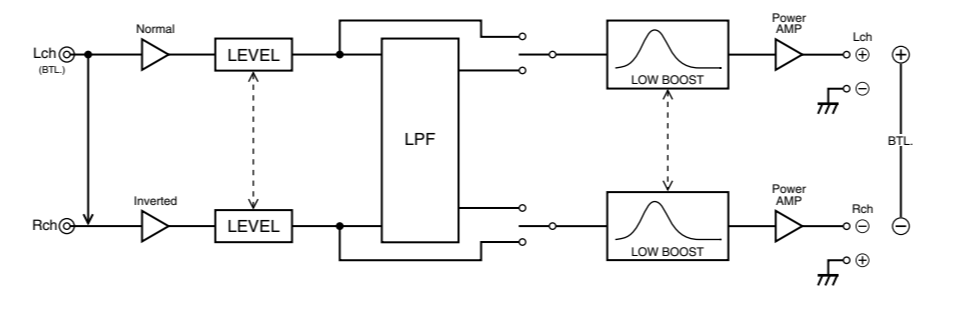 Normal
Power
AMP
Lch
Lch
(BTL.)
LEVEL
LOW BOOST
+
+
−
LPF
BTL.
Inverted
Power
AMP
Rch
Rch
LEVEL
LOW BOOST
−
−
+